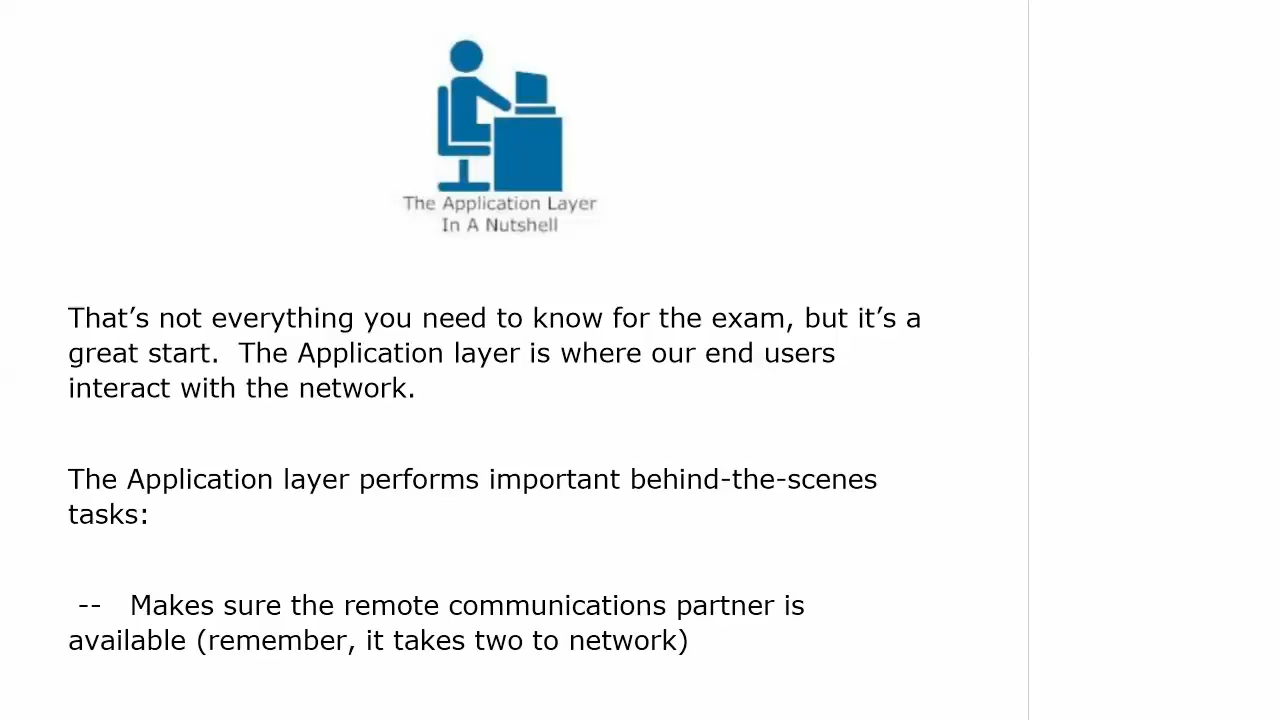 The Application Layer
In A Nutshell
That’s not everything you need to know for the exam, but it’s a
great start.  The Application layer is where our end users
interact with the network.
The Application layer performs important behind-the-scenes
tasks:
--   Makes sure the remote communications partner is
available (remember, it takes two to network)